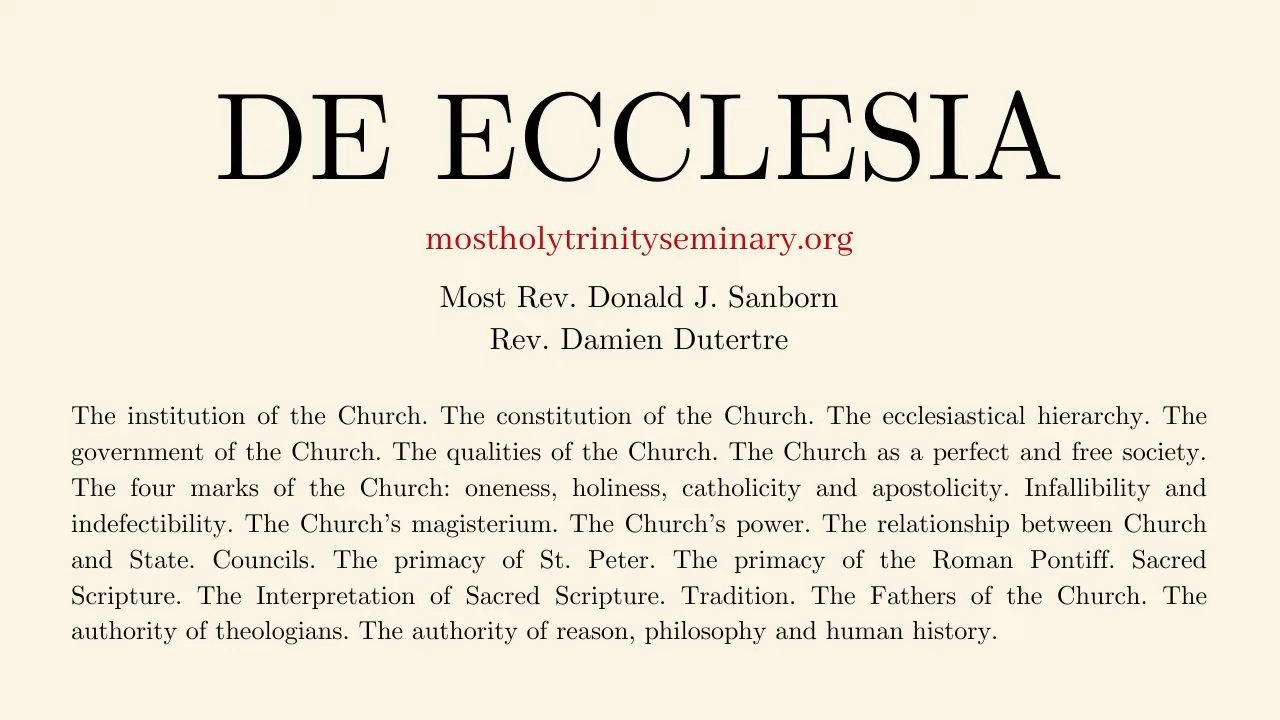 DE ECCLESIA
mostholytrinityseminary.org
Most Rev. Donald J. Sanborn
Rev. Damien Dutertre
The institution of the Church. The constitution of the Church. The ecclesiastical hierarchy. The
government of the Church. The qualities of the Church. The Church as a perfect and free society.
The four marks of the Church: oneness, holiness, catholicity and apostolicity. Infallibility and
indefectibility. The Church's magisterium. The Church's power. The relationship between Church
and State. Councils. The primacy of St. Peter. The primacy of the Roman Pontiff. Sacred
Scripture. The Interpretation of Sacred Scripture. Tradition. The Fathers of the Church. The
authority of theologians. The authority of reason, philosophy and human history.